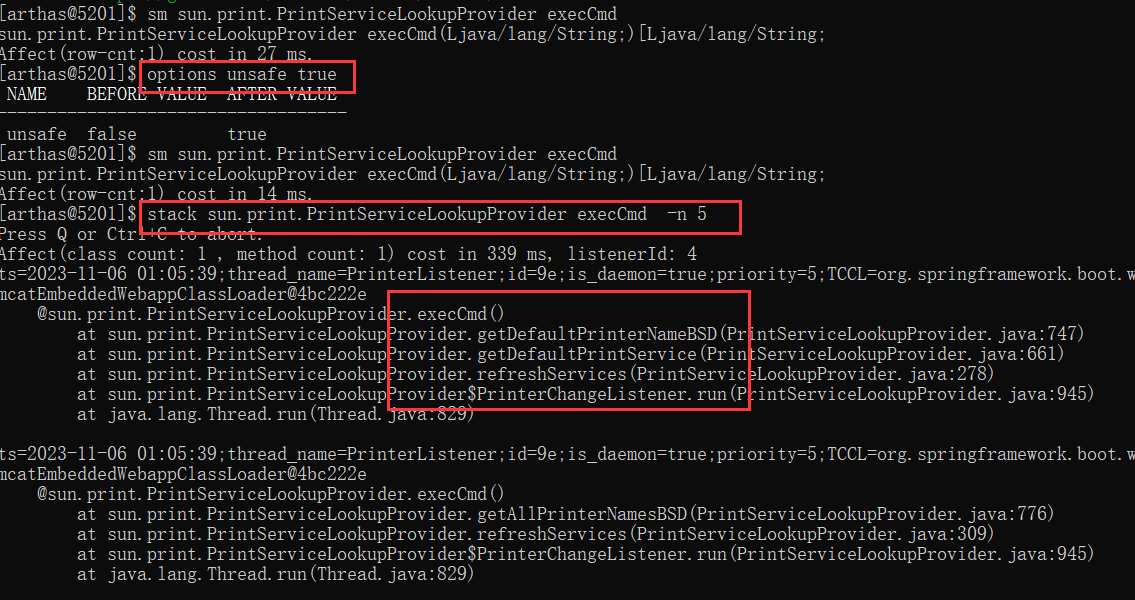 [arthas@5201]$ sm sun.print.PrintServiceLookupProvider execCmd
sun.print.PrintServiceLookupProvider execCmd(Ljava/lang/String;)[Ljava/lang/String;
Affect(row-cnt:1) cost in 27 ms.
[arthas@5201]$ options unsafe true
NAME    BEFORE VALUE  AFTER VALUE
----------------------------------
unsafe  false         true
[arthas@5201]$ sm sun.print.PrintServiceLookupProvider execCmd
sun.print.PrintServiceLookupProvider execCmd(Ljava/lang/String;)[Ljava/lang/String;
Affect(row-cnt:1) cost in 14 ms.
[arthas@5201]$ stack sun.print.PrintServiceLookupProvider execCmd  -n 5
Press Q or Ctrl+C to abort.
Affect(class count: 1 , method count: 1) cost in 339 ms, listenerId: 4
ts=2023-11-06 01:05:39;thread_name=PrinterListener;id=9e;is_daemon=true;priority=5;TCCL=org.springframework.boot.w
mcatEmbeddedWebappClassLoader@4bc222e
@sun.print.PrintServiceLookupProvider.execCmd()
at sun.print.PrintServiceLookupProvider.getDefaultPrinterNameBSD(PrintServiceLookupProvider.java:747)
at sun.print.PrintServiceLookupProvider.getDefaultPrintService(PrintServiceLookupProvider.java:661)
at sun.print.PrintServiceLookupProvider.refreshServices(PrintServiceLookupProvider.java:278)
at sun.print.PrintServiceLookupProvider$PrinterChangeListener.run(PrintServiceLookupProvider.java:945)
at java.lang.Thread.run(Thread.java:829)
ts=2023-11-06 01:05:39;thread_name=PrinterListener;id=9e;is_daemon=true;priority=5;TCCL=org.springframework.boot.w
mcatEmbeddedWebappClassLoader@4bc222e
@sun.print.PrintServiceLookupProvider.execCmd()
at sun.print.PrintServiceLookupProvider.getAllPrinterNamesBSD(PrintServiceLookupProvider.java:776)
at sun.print.PrintServiceLookupProvider.refreshServices(PrintServiceLookupProvider.java:309)
at sun.print.PrintServiceLookupProvider$PrinterChangeListener.run(PrintServiceLookupProvider.java:945)
at java.lang.Thread.run(Thread.java:829)